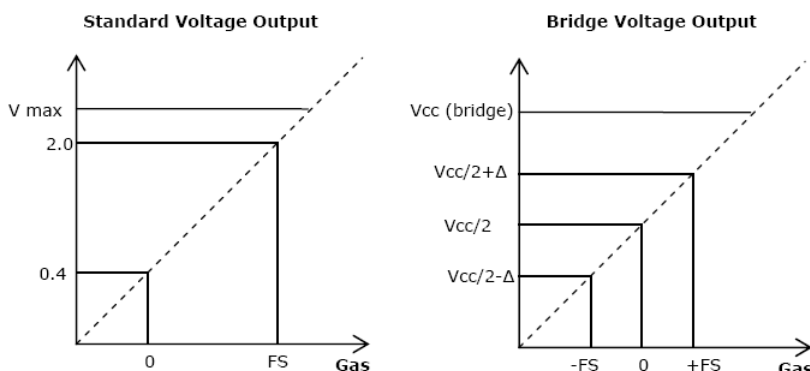 Standard Voltage Output
V max
2.0
0.4
0
FS
Gas
Bridge Voltage Output
Vcc (bridge)
Vcc/2+Δ
Vcc/2
Vcc/2-Δ
-FS
0
+FS
Gas